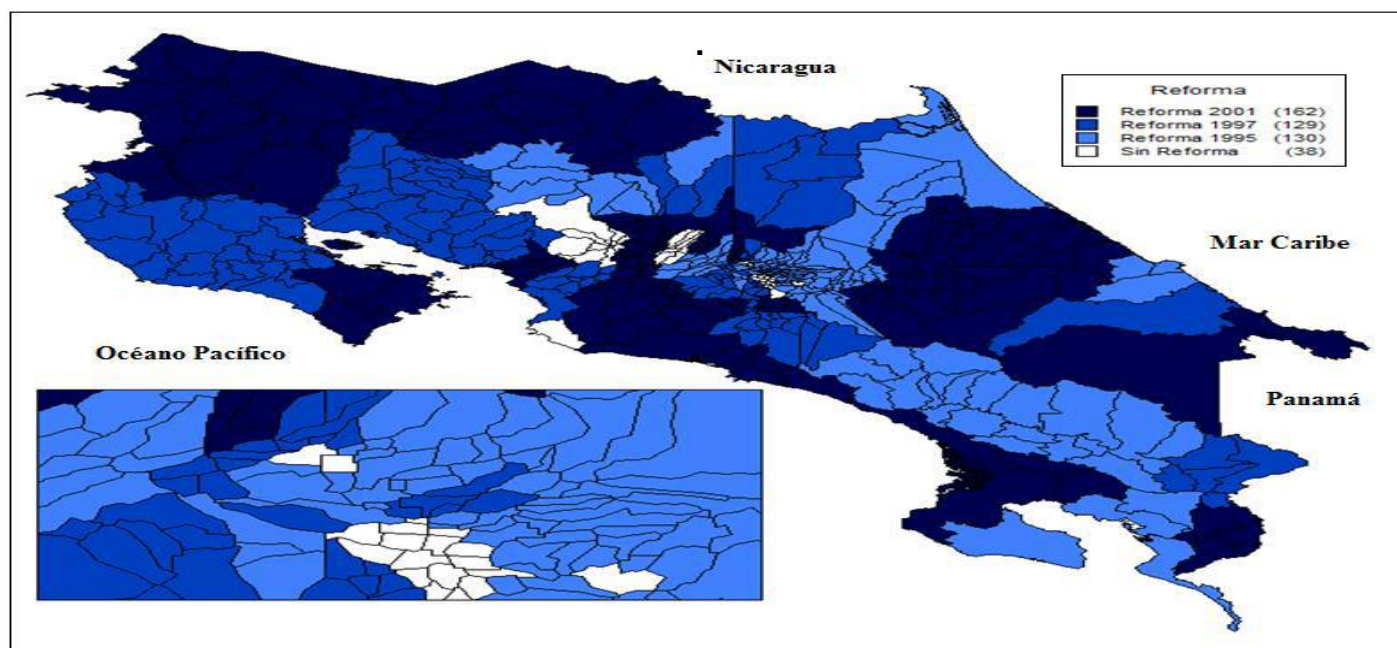 Nicaragua
Reforma
Reforma 2001 (162)
Reforma 1997 (129)
Reforma 1995 (130)
Sin Reforma (38)
Mar Caribe
Océano Pacífico
Panamá